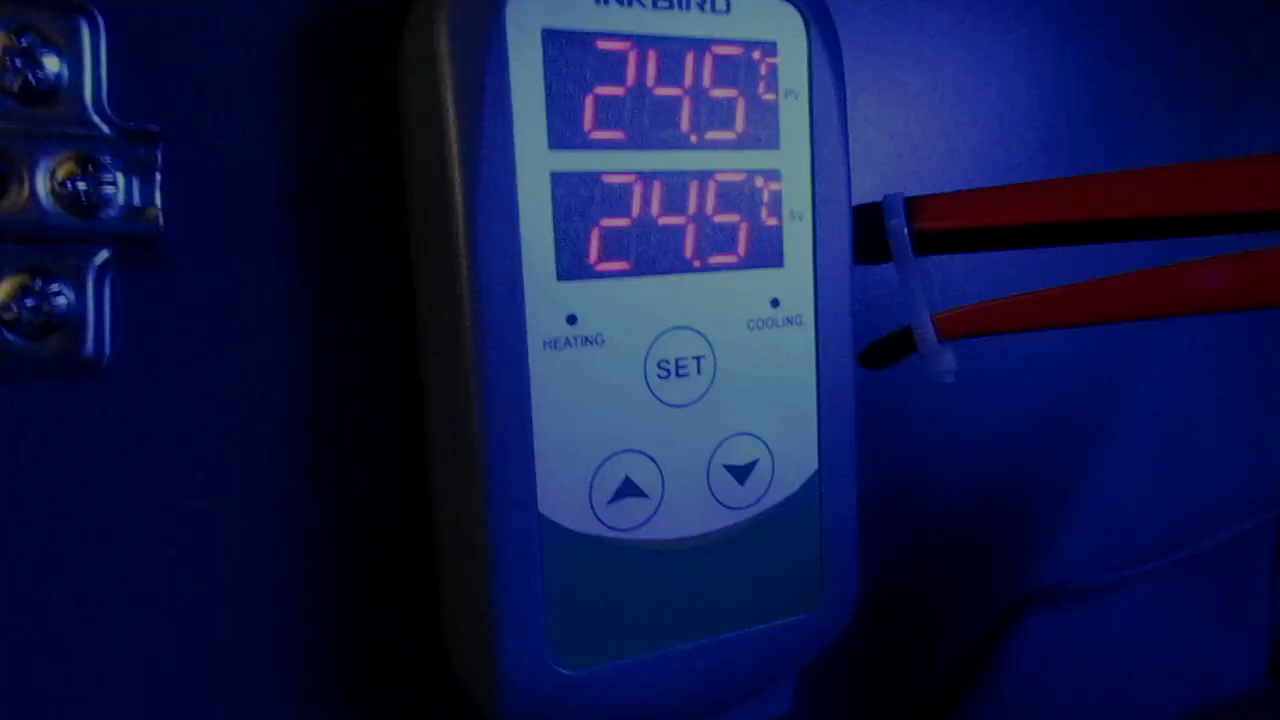 INKBIRD
24.5°C PV
24.5°C SV
HEATING
COOLING
SET